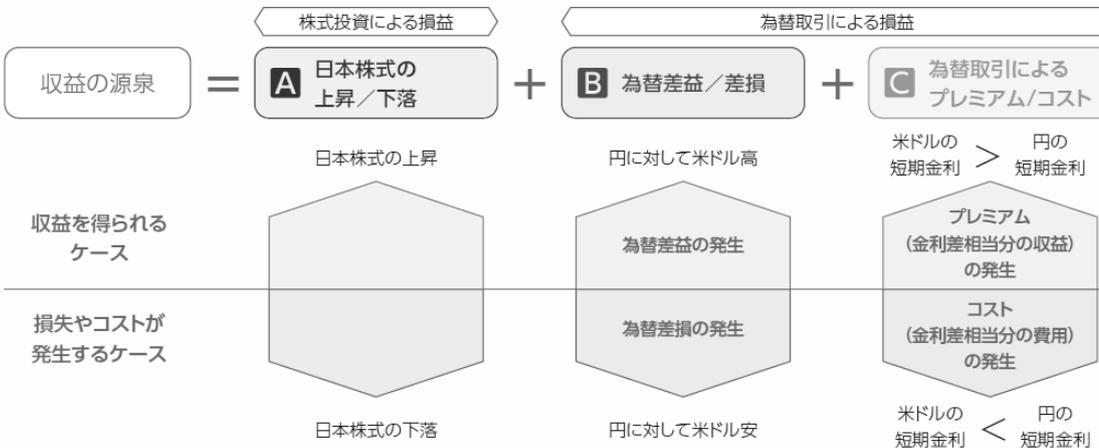 株式投資による損益
為替取引による損益
収益の源泉
=
A 日本株式の
上昇/下落
+
B 為替差益/差損
+
C 為替取引による
プレミアム/コスト
日本株式の上昇
円に対して米ドル高
米ドルの
短期金利
>
円の
短期金利
収益を得られる
ケース
為替差益の発生
プレミアム
(金利差相当分の収益)
の発生
損失やコストが
発生するケース
為替差損の発生
コスト
(金利差相当分の費用)
の発生
日本株式の下落
円に対して米ドル安
米ドルの
短期金利
<
円の
短期金利